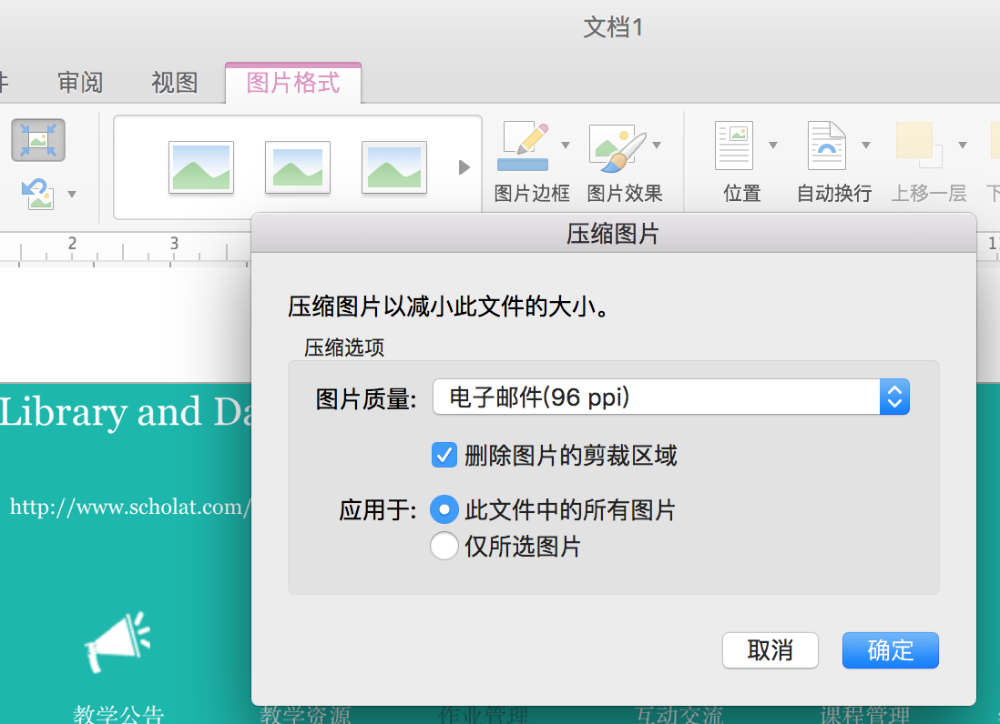 文档1
审阅 视图 图片格式
图片边框 图片效果 位置 自动换行 上移一层
2 3
压缩图片
压缩图片以减小此文件的大小。
压缩选项
图片质量: 电子邮件(96 ppi)
删除图片的剪裁区域
应用于: 此文件中的所有图片
仅所选图片
取消 确定
Library and
http://www.scholat.com/
教学公告 教学资源 作业管理 互动交流 课程管理